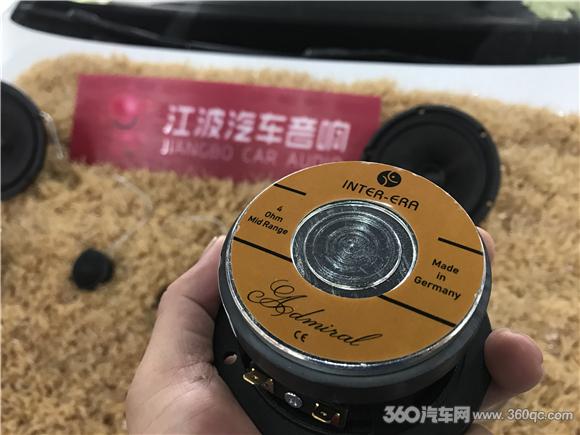 江波汽车音响
JIANGBO CAR AUDIO
INTER-ERA
4
Ohm
Mid Range
Made
in
Germany
Admiral
CE
360汽车网 www.360qc.com